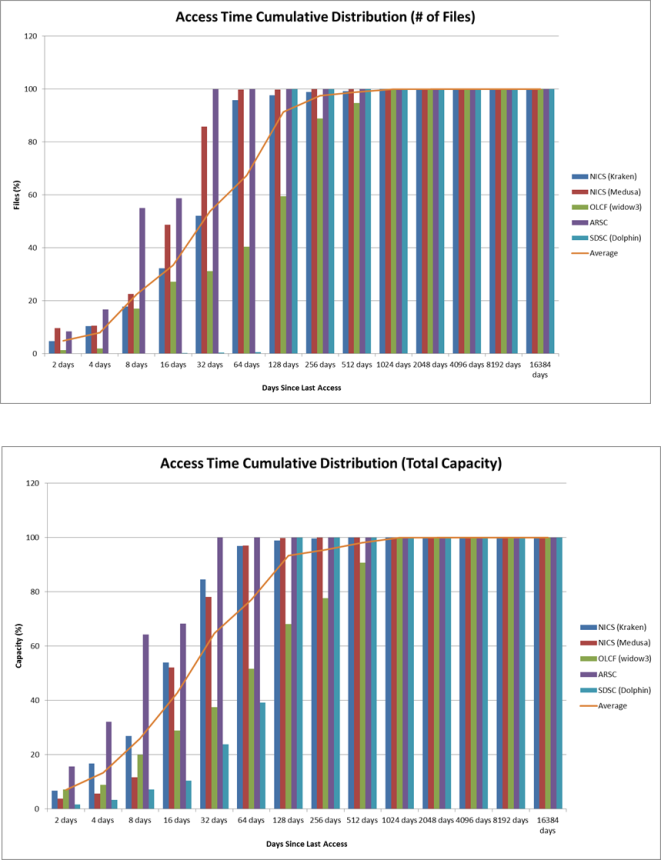 Access Time Cumulative Distribution (# of Files)
120
100
80
60
40
20
0
Files (%)
2 days 4 days 8 days 16 days 32 days 64 days 128 days 256 days 512 days 1024 days 2048 days 4096 days 8192 days 16384 days
Days Since Last Access
NICS (Kraken)
NICS (Medusa)
OLCF (widow3)
ARSC
SDSC (Dolphin)
Average
Access Time Cumulative Distribution (Total Capacity)
120
100
80
60
40
20
0
Capacity (%)
2 days 4 days 8 days 16 days 32 days 64 days 128 days 256 days 512 days 1024 days 2048 days 4096 days 8192 days 16384 days
Days Since Last Access
NICS (Kraken)
NICS (Medusa)
OLCF (widow3)
ARSC
SDSC (Dolphin)
Average